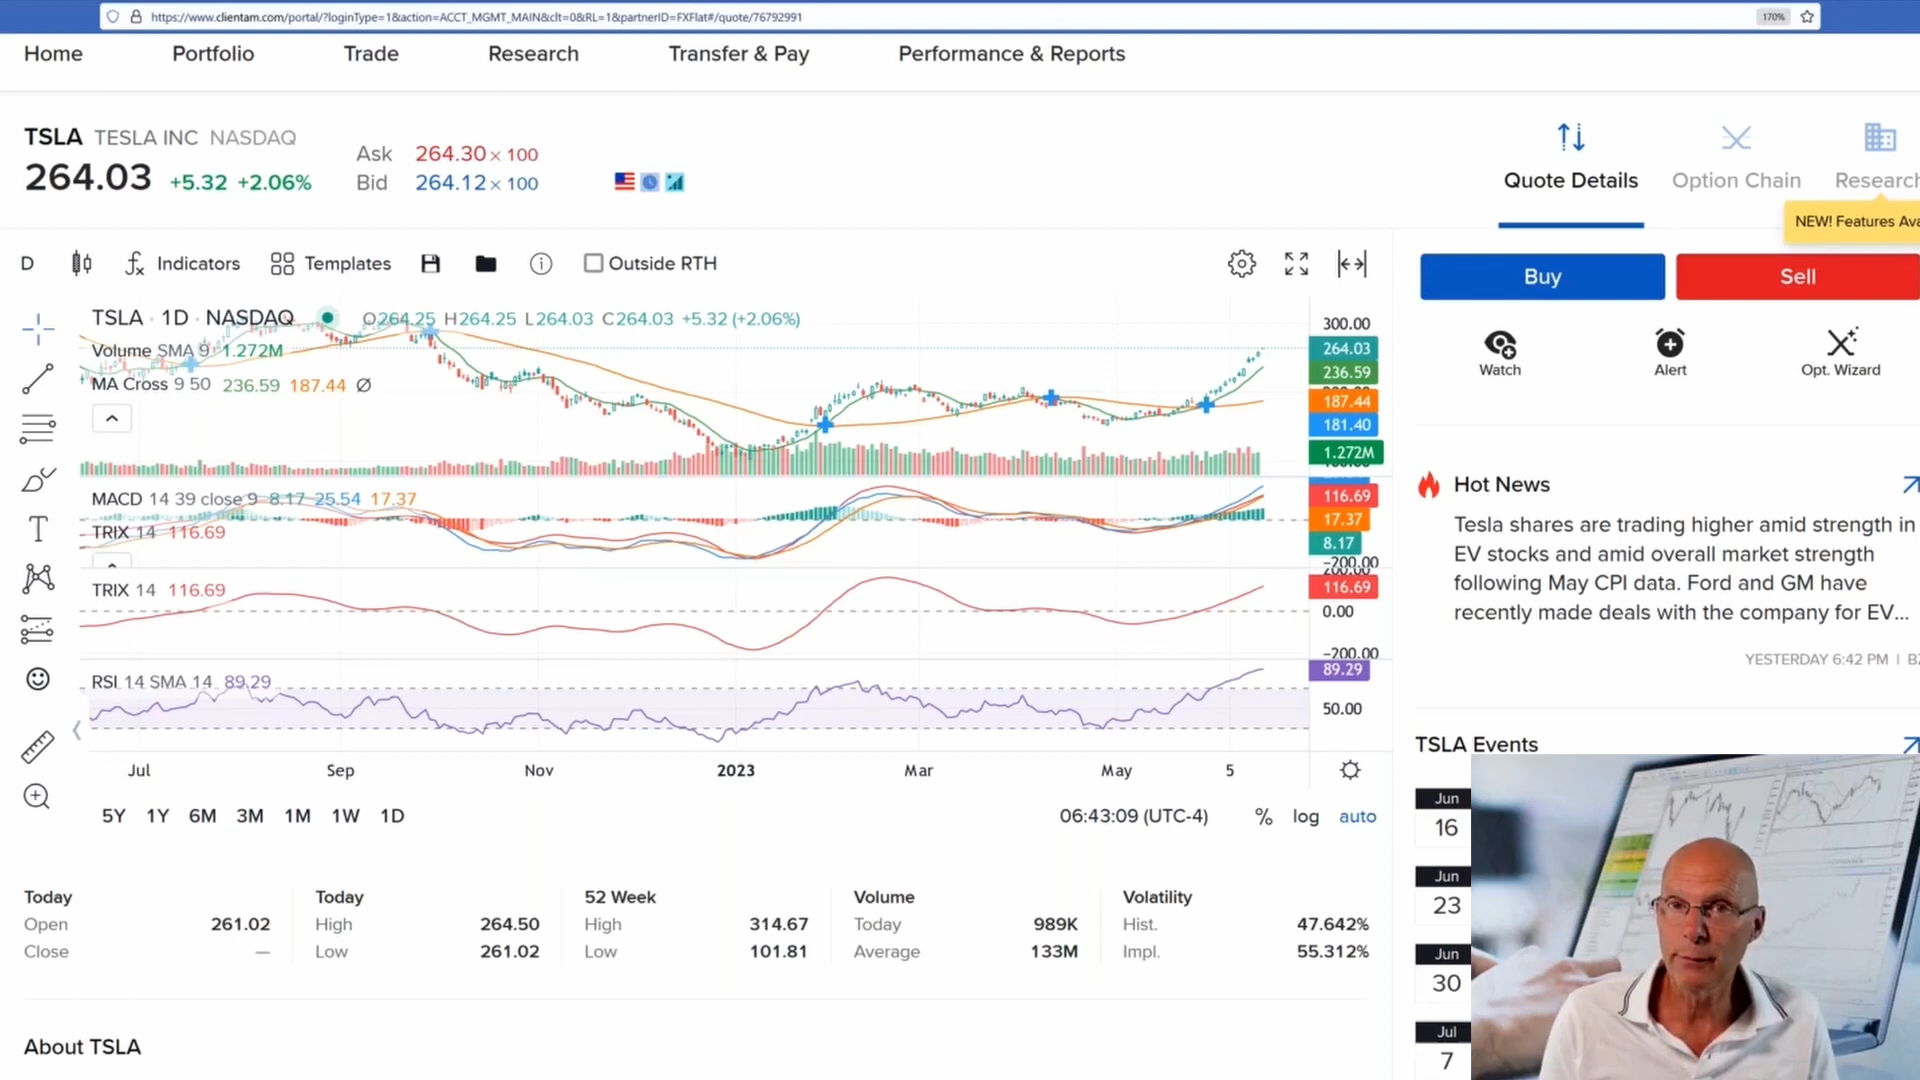 https://www.clientam.com/portal/?loginType=1&action=ACCT_MGMT_MAIN&clt=0&RL=1&partnerID=FXFlat#/quote/76792991 170%
Home Portfolio Trade Research Transfer & Pay Performance & Reports
TSLA TESLA INC NASDAQ
264.03 +5.32 +2.06%
Ask 264.30 × 100
Bid 264.12 × 100
Quote Details Option Chain Research
NEW! Features Ava
D Indicators Templates Outside RTH
Buy Sell
TSLA · 1D · NASDAQ O264.25 H264.25 L264.03 C264.03 +5.32 (+2.06%)
Volume SMA 9 1.272M
MA Cross 9 50 236.59 187.44 Ø
300.00
264.03
236.59
187.44
181.40
1.272M
Watch Alert Opt. Wizard
MACD 14 39 close 9 8.17 25.54 17.37
TRIX 14 116.69
116.69
17.37
8.17
−200.00
TRIX 14 116.69
116.69
0.00
−200.00
RSI 14 SMA 14 89.29
89.29
50.00
Jul Sep Nov 2023 Mar May 5
5Y 1Y 6M 3M 1M 1W 1D 06:43:09 (UTC-4) % log auto
Hot News
Tesla shares are trading higher amid strength in
EV stocks and amid overall market strength
following May CPI data. Ford and GM have
recently made deals with the company for EV...
YESTERDAY 6:42 PM |
TSLA Events
Jun
16
Jun
23
Jun
30
Jul
7
Today
Open 261.02
Close —
Today
High 264.50
Low 261.02
52 Week
High 314.67
Low 101.81
Volume
Today 989K
Average 133M
Volatility
Hist. 47.642%
Impl. 55.312%
About TSLA